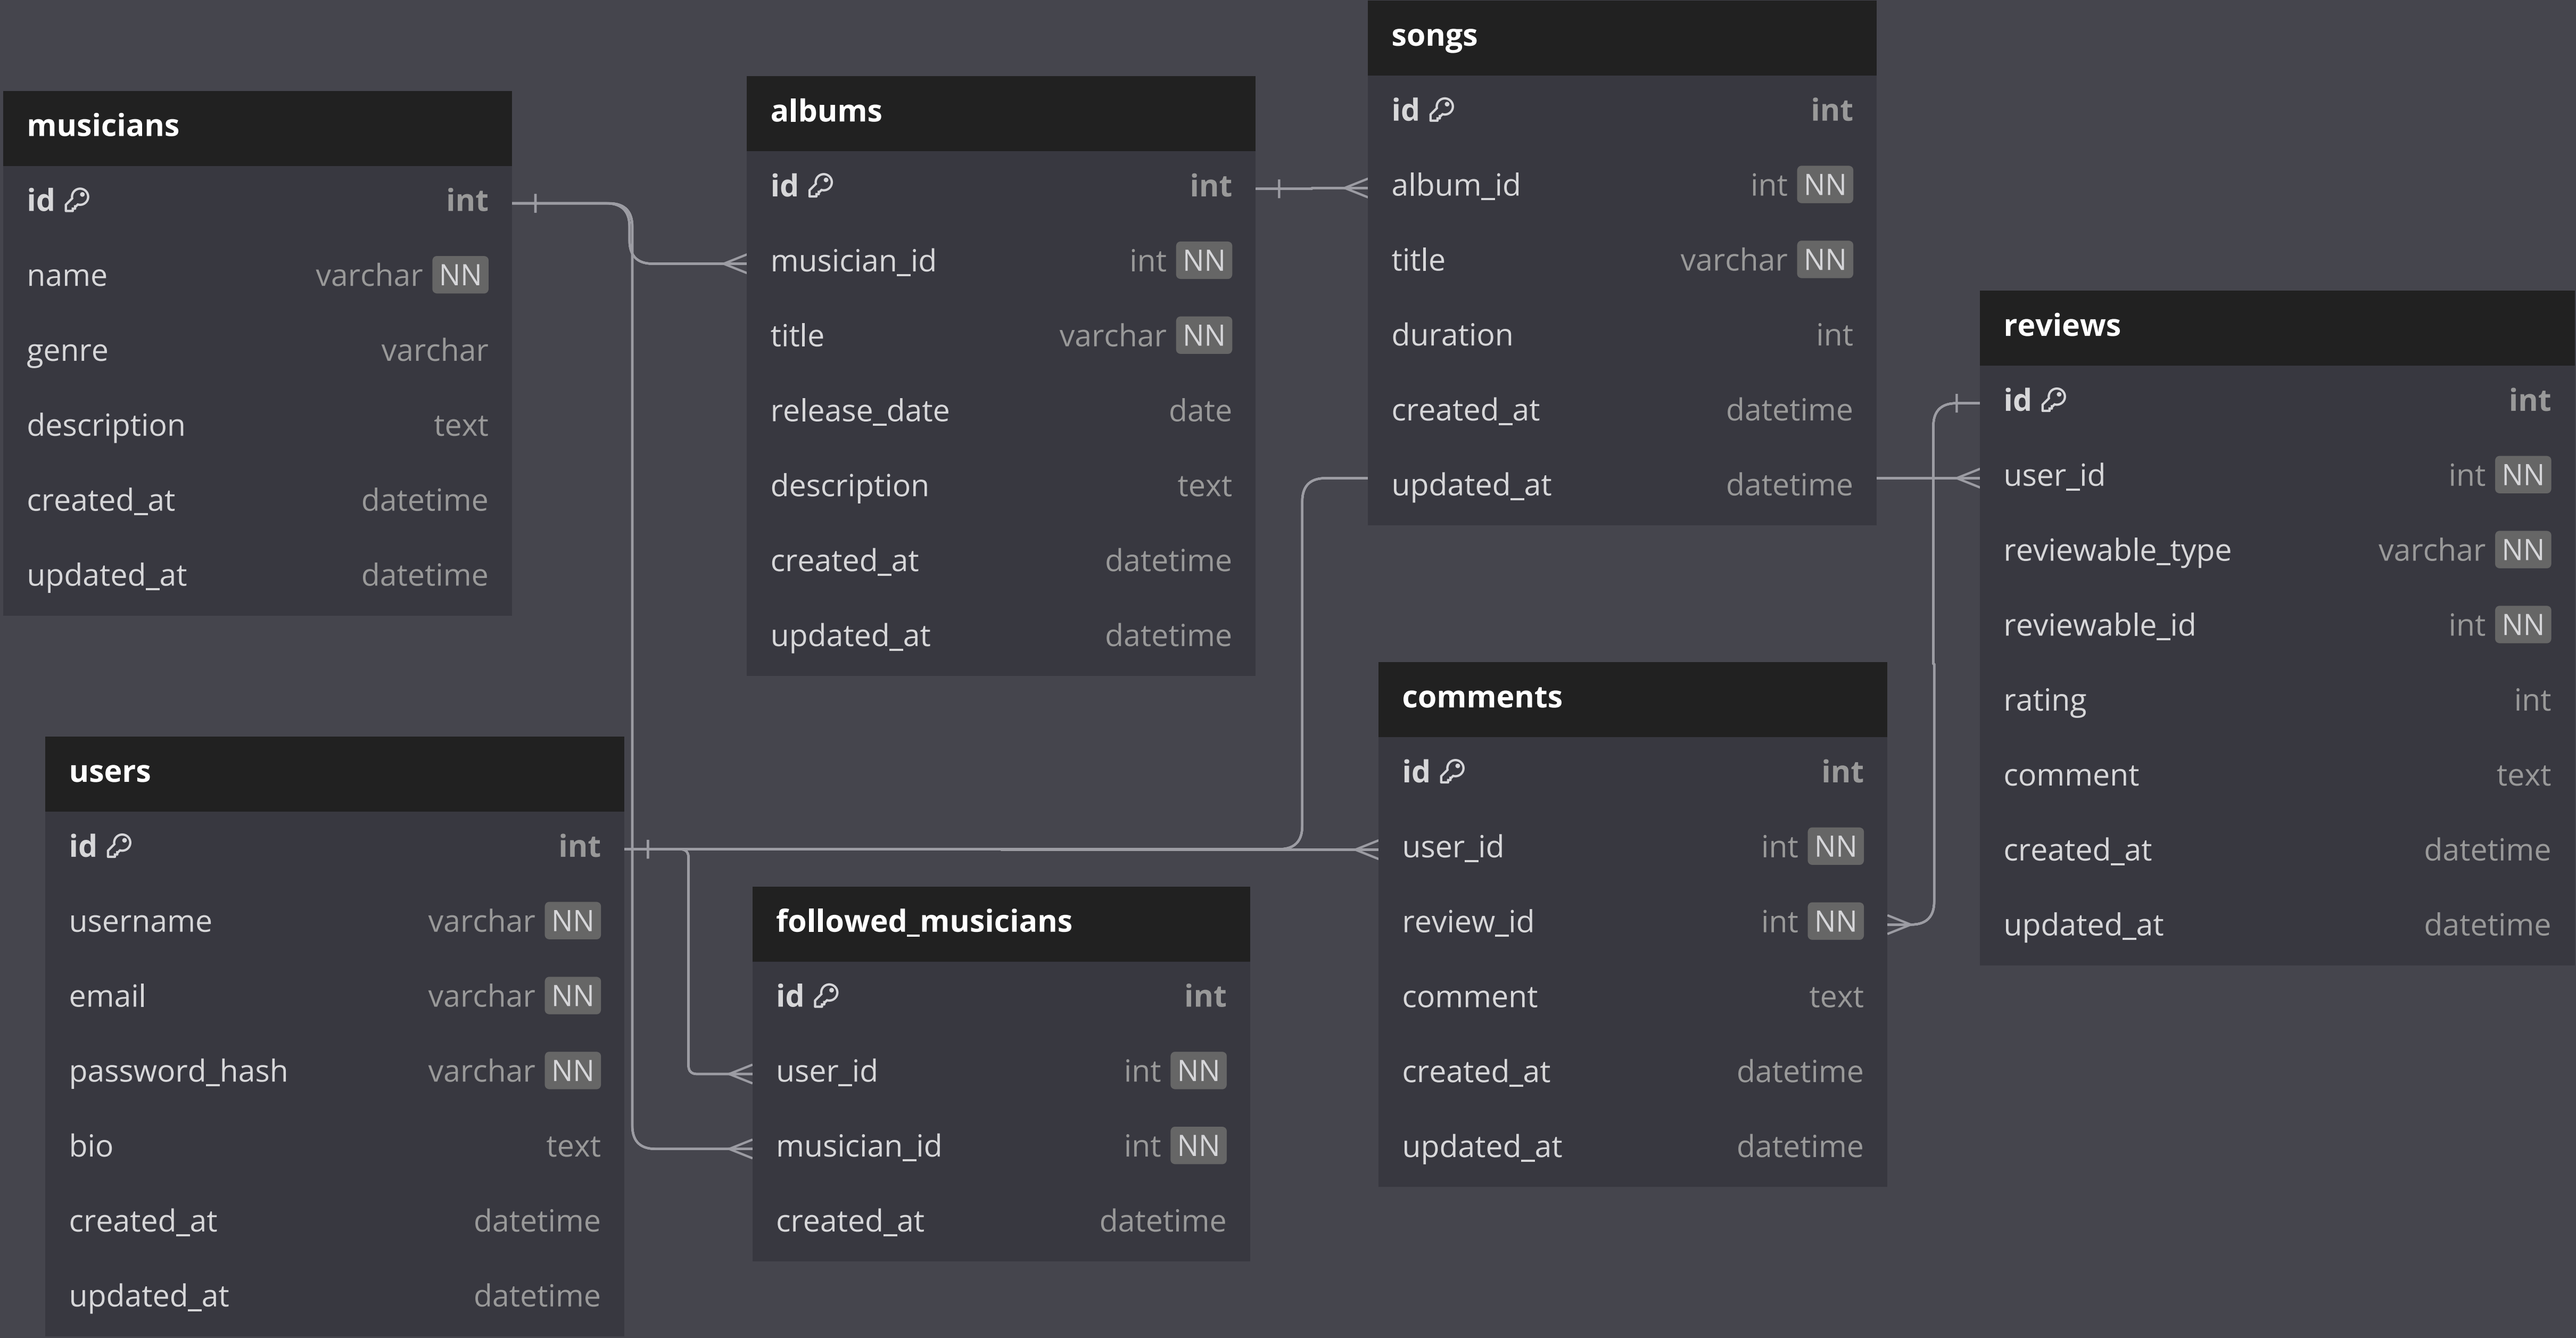 musicians
id int
name varchar NN
genre varchar
description text
created_at datetime
updated_at datetime
albums
id int
musician_id int NN
title varchar NN
release_date date
description text
created_at datetime
updated_at datetime
songs
id int
album_id int NN
title varchar NN
duration int
created_at datetime
updated_at datetime
reviews
id int
user_id int NN
reviewable_type varchar NN
reviewable_id int NN
rating int
comment text
created_at datetime
updated_at datetime
users
id int
username varchar NN
email varchar NN
password_hash varchar NN
bio text
created_at datetime
updated_at datetime
followed_musicians
id int
user_id int NN
musician_id int NN
created_at datetime
comments
id int
user_id int NN
review_id int NN
comment text
created_at datetime
updated_at datetime